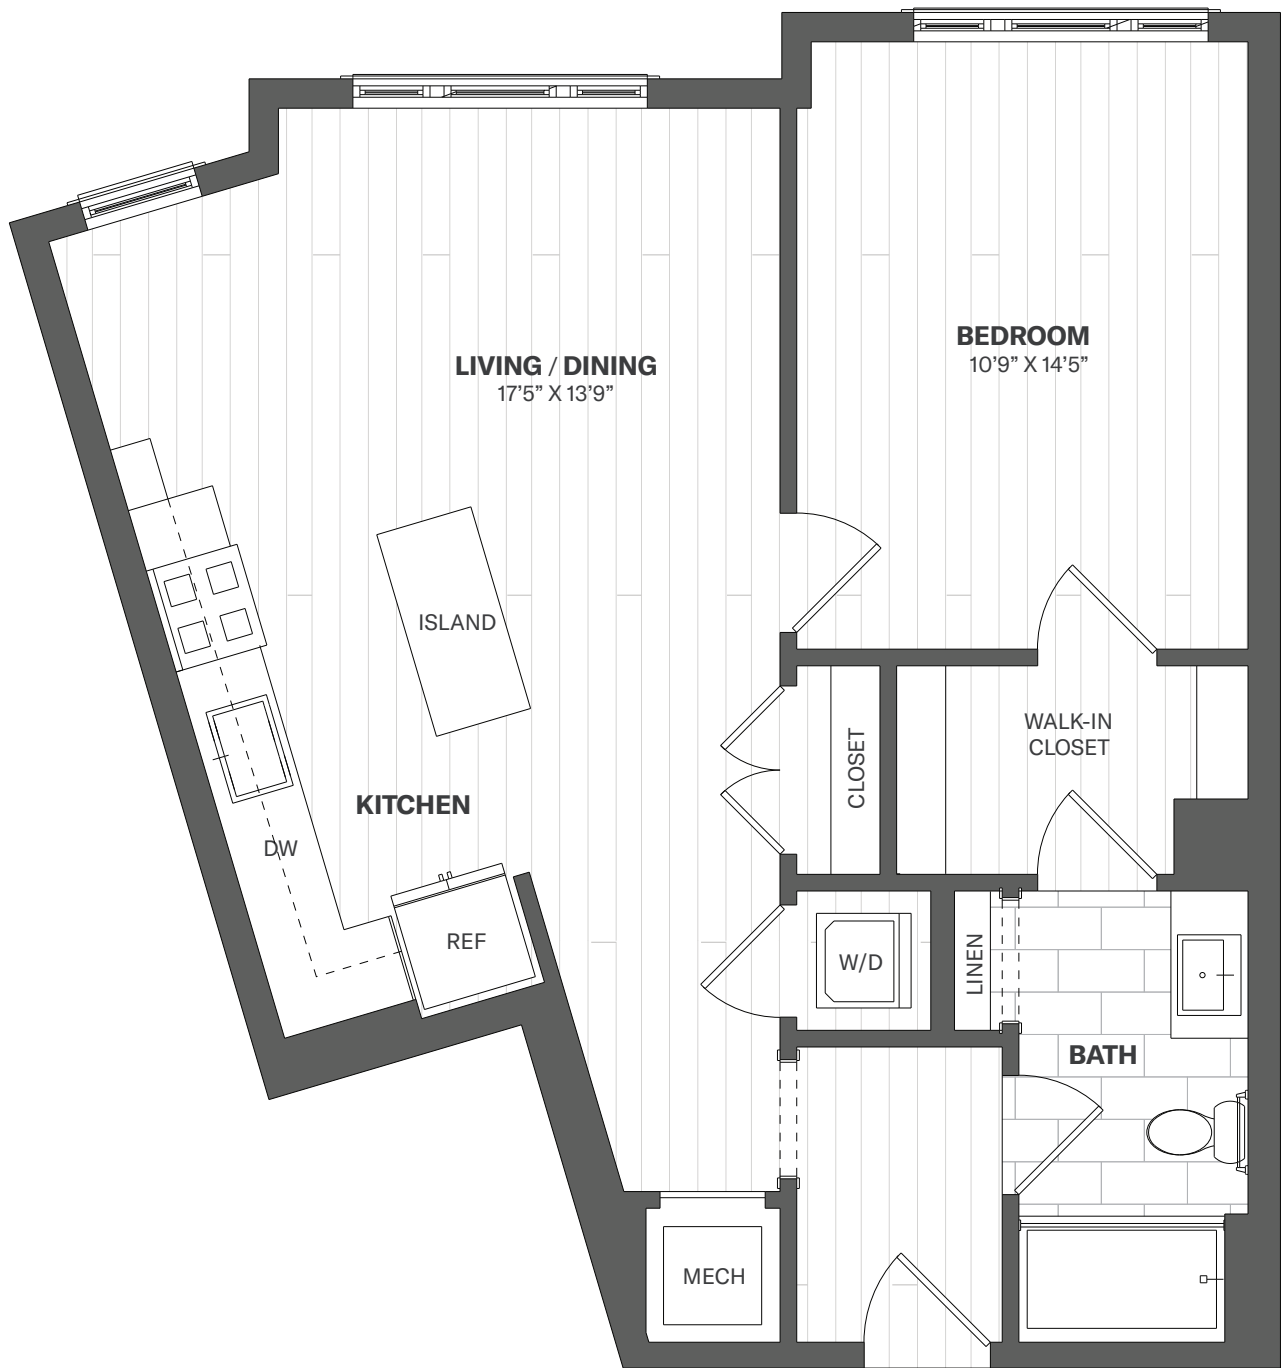 BEDROOM
10’9” X 14’5”
LIVING / DINING
17’5” X 13’9”
ISLAND
WALK-IN
CLOSET
CLOSET
KITCHEN
DW
REF
W/D
LINEN
BATH
MECH